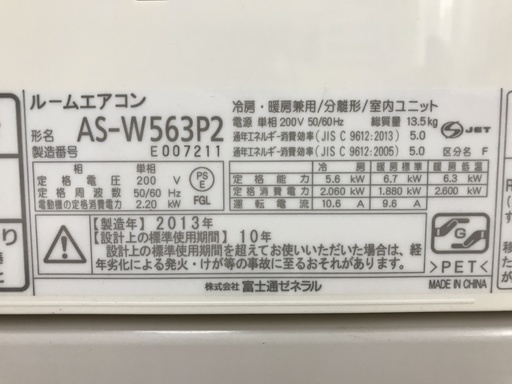 ルームエアコン
形名 AS-W563P2
製造番号 E007211
冷房・暖房兼用/分離形/室内ユニット
電源 単相 200V 50/60Hz 総質量 13.5kg
通年エネルギー消費効率(JIS C 9612:2013) 5.0
通年エネルギー消費効率(JIS C 9612:2005) 5.0 区分名 F
JET
相 単相
定格電圧 200 V
定格周波数 50/60 Hz
電動機の定格消費電力 2.20 kW
PS
E
FGL
冷房 暖房標準 暖房低温
定格能力 5.6 kW 6.7 kW 6.3 kW
定格消費電力 2.060 kW 1.880 kW 2.600 kW
運転電流 10.6 A 9.6 A
【製造年】2013年
【設計上の標準使用期間】10年
設計上の標準使用期間を超えてお使いいただいた場合は、経
年劣化による発火・けが等の事故に至るおそれがあります。
G
>PET<
株式会社 富士通ゼネラル